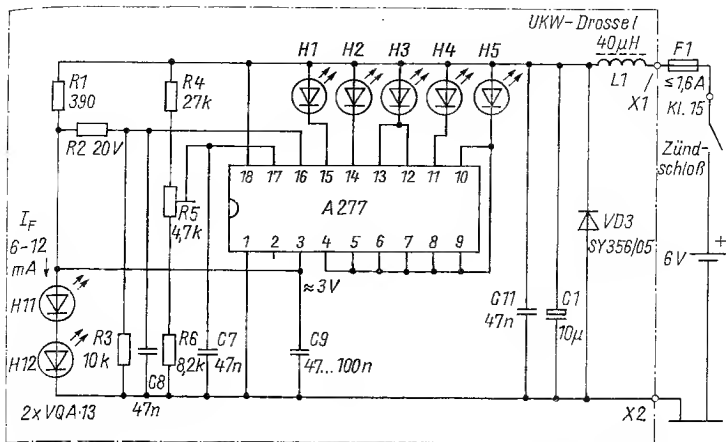 UKW-Drossel
40µH
L1
F1
≤1,6A
X1
Kl. 15
Zünd-
schloß
H1 H2 H3 H4 H5
R1
390
R4
27k
R2 20V
R5
4,7k
18 17 16 15 14 13 12 11 10
A277
1 2 3 4 5 6 7 8 9
≈3V
I_F
6-12
mA
H11
H12
2xVQA·13
R3
10k
C8
47n
R6
8,2k
C7
47n
C9
47...100n
C11
47n
C1
10µ
VD3
SY356/05
+
6V
X2